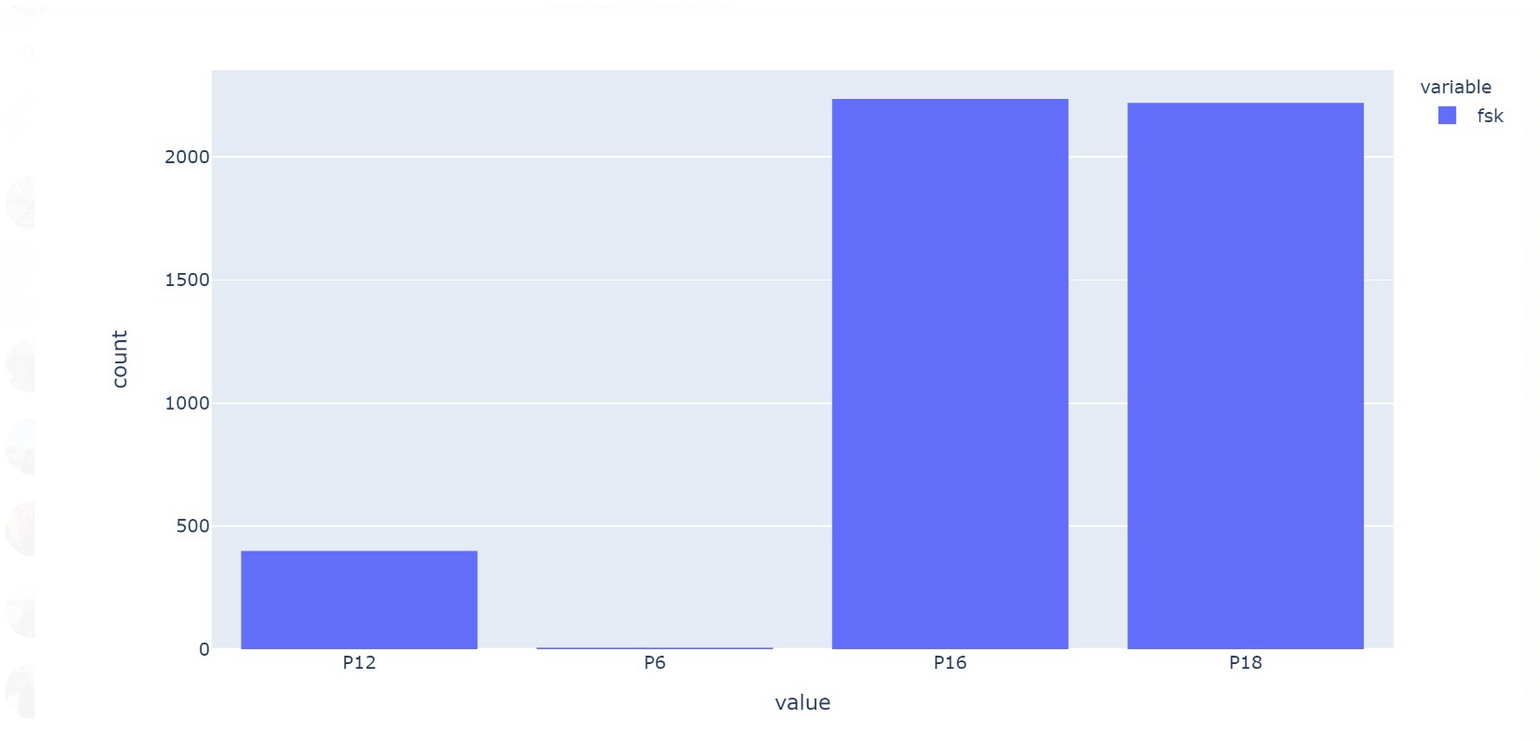 variable
fsk
2000
1500
1000
500
0
count
P12 P6 P16 P18
value